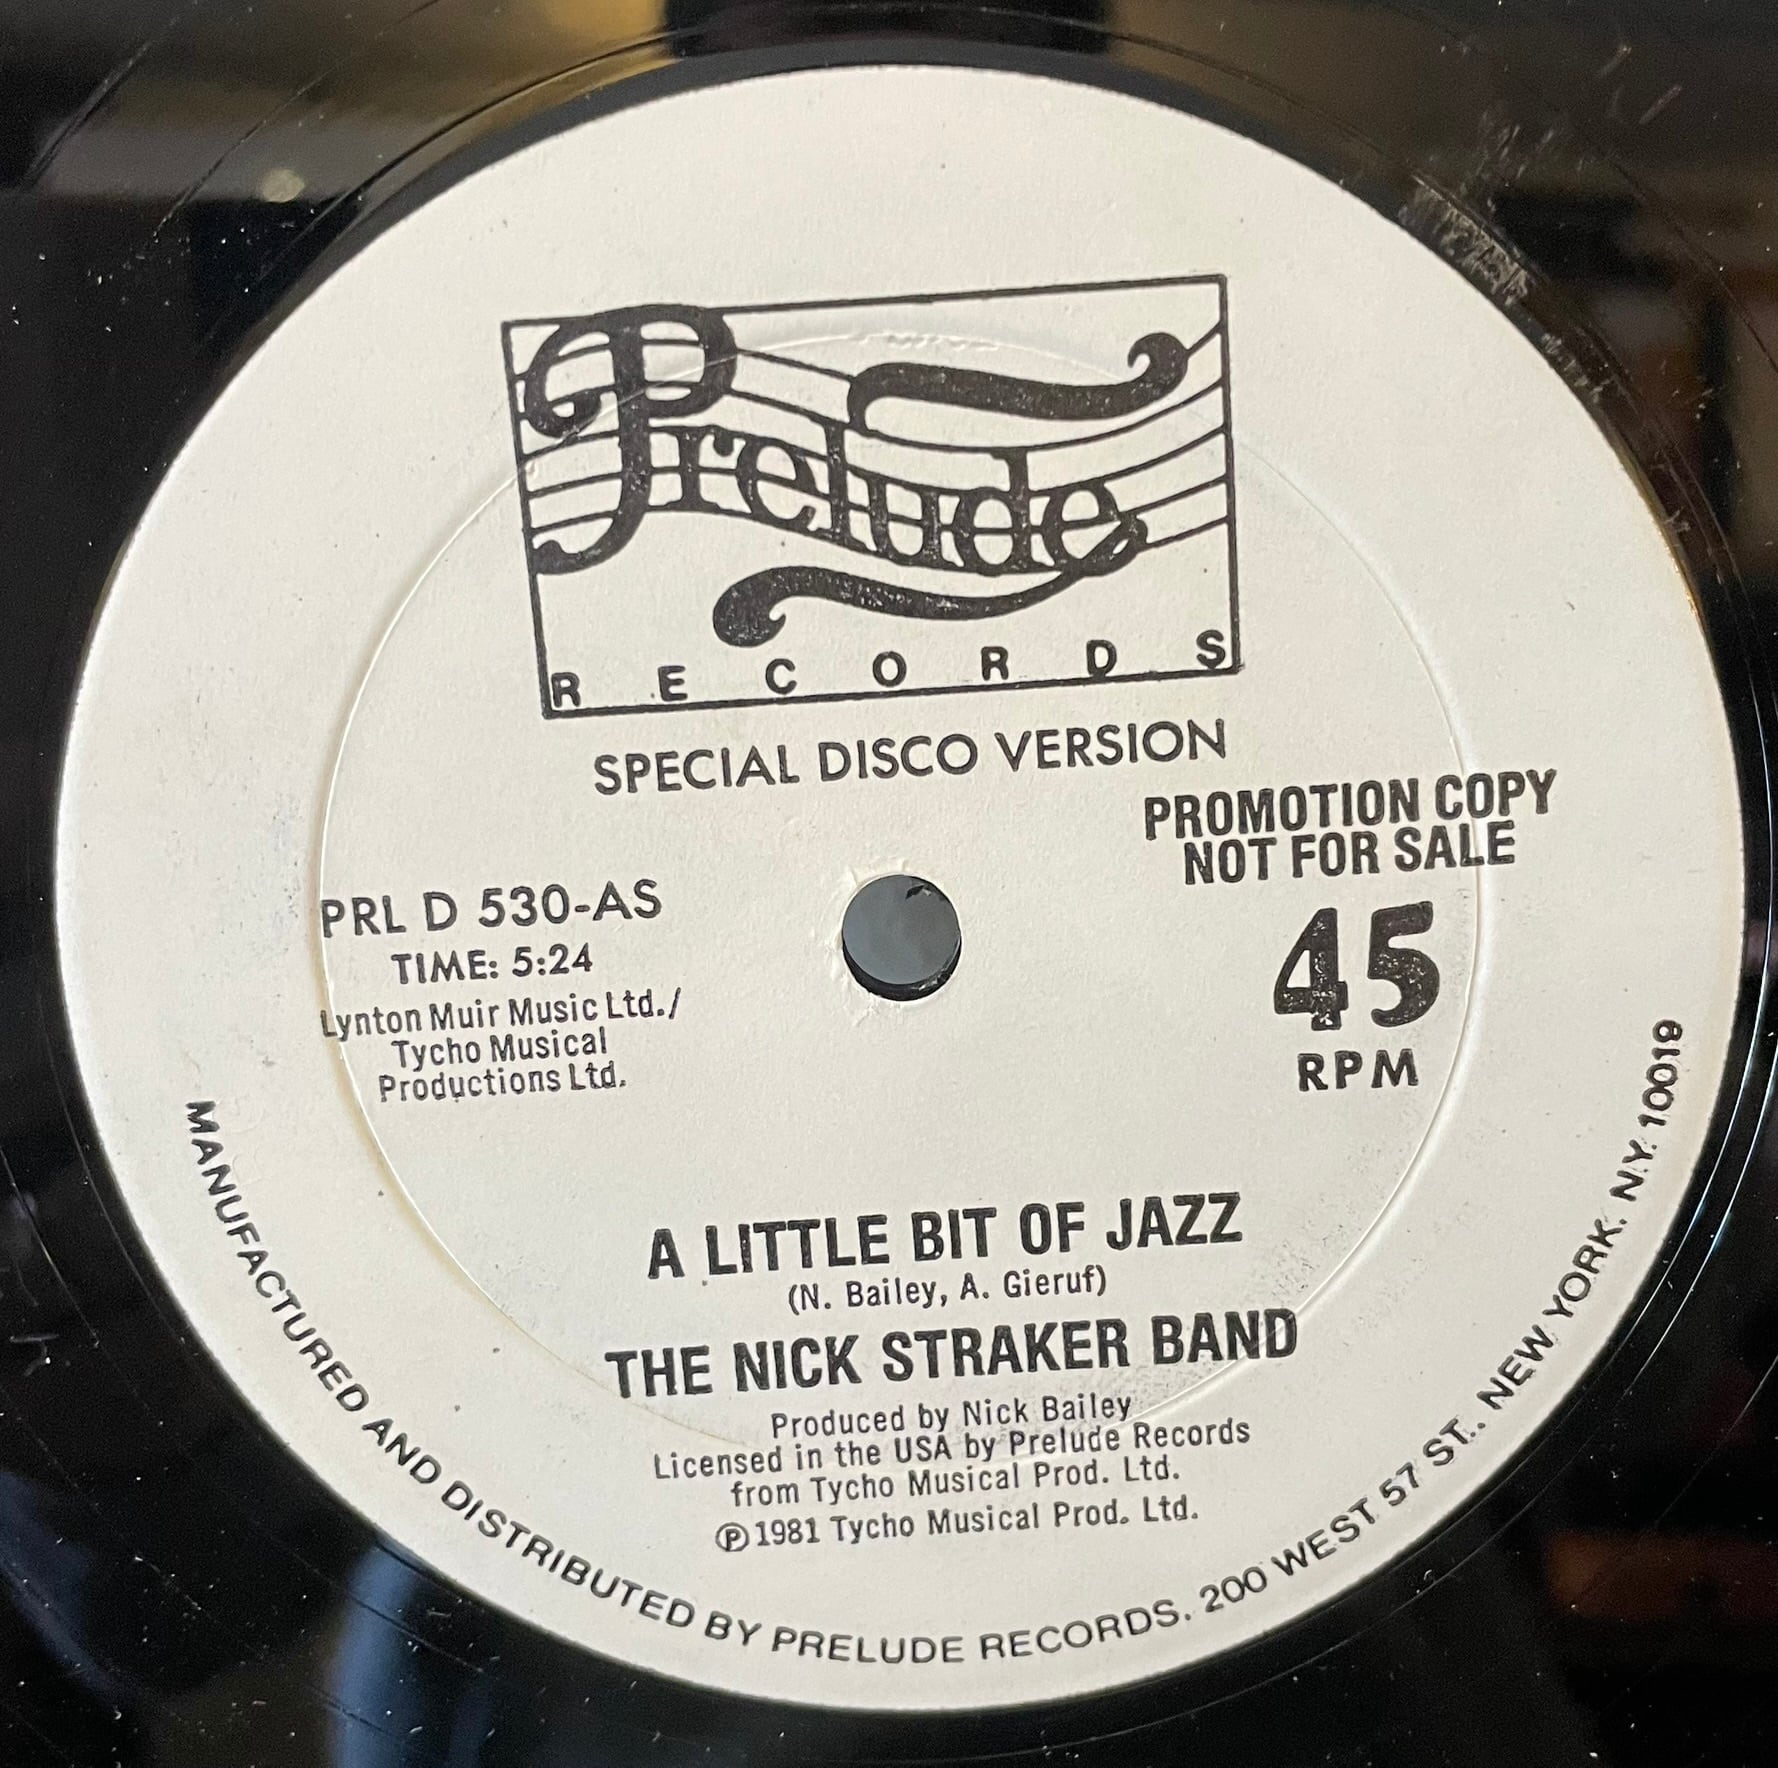 Prelude
RECORDS
SPECIAL DISCO VERSION
PROMOTION COPY
NOT FOR SALE
PRL D 530-AS
TIME: 5:24
Lynton Muir Music Ltd./
Tycho Musical
Productions Ltd.
45
RPM
A LITTLE BIT OF JAZZ
(N. Bailey, A. Gieruf)
THE NICK STRAKER BAND
Produced by Nick Bailey
Licensed in the USA by Prelude Records
from Tycho Musical Prod. Ltd.
℗1981 Tycho Musical Prod. Ltd.
MANUFACTURED AND DISTRIBUTED BY PRELUDE RECORDS, 200 WEST 57 ST., NEW YORK, N.Y. 10019